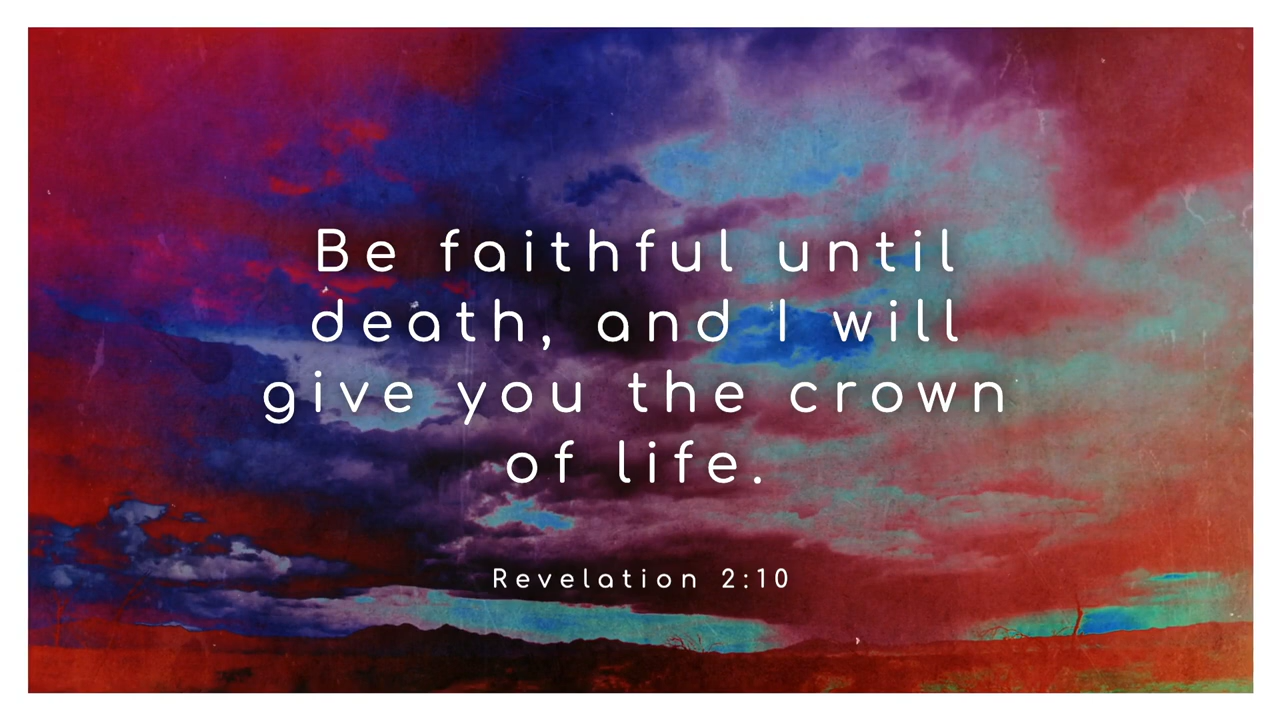 Be faithful until
death, and I will
give you the crown
of life.
Revelation 2:10